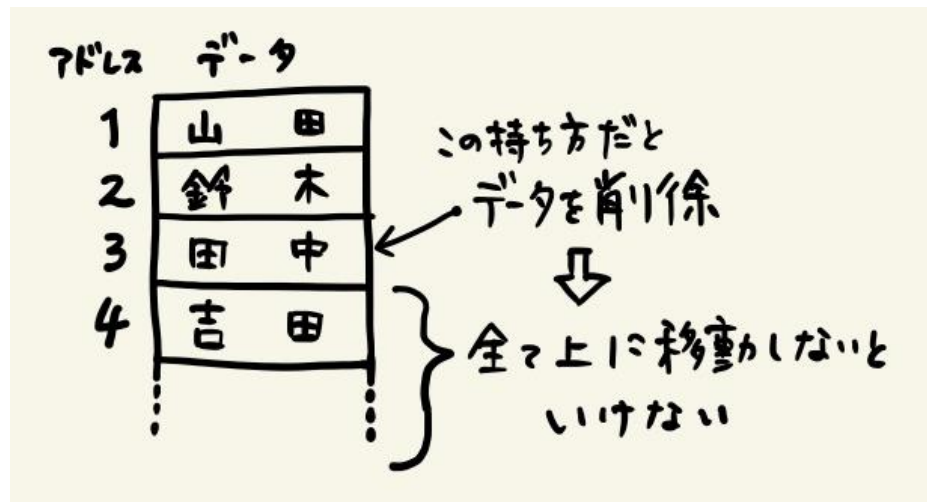 アドレス データ
1 山田
2 鈴木
3 田中
4 吉田
この持ち方だと
データを削除
全て上に移動しないと
いけない